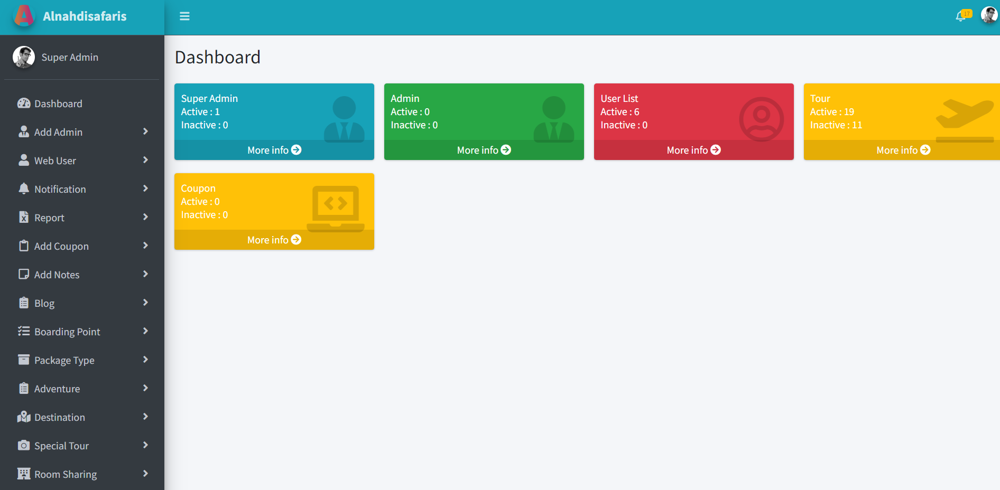 Alnahdisafaris
17
Super Admin
Dashboard
Add Admin
Web User
Notification
Report
Add Coupon
Add Notes
Blog
Boarding Point
Package Type
Adventure
Destination
Special Tour
Room Sharing
Dashboard
Super Admin
Active : 1
Inactive : 0
More info
Admin
Active : 0
Inactive : 0
More info
User List
Active : 6
Inactive : 0
More info
Tour
Active : 19
Inactive : 11
More info
Coupon
Active : 0
Inactive : 0
More info